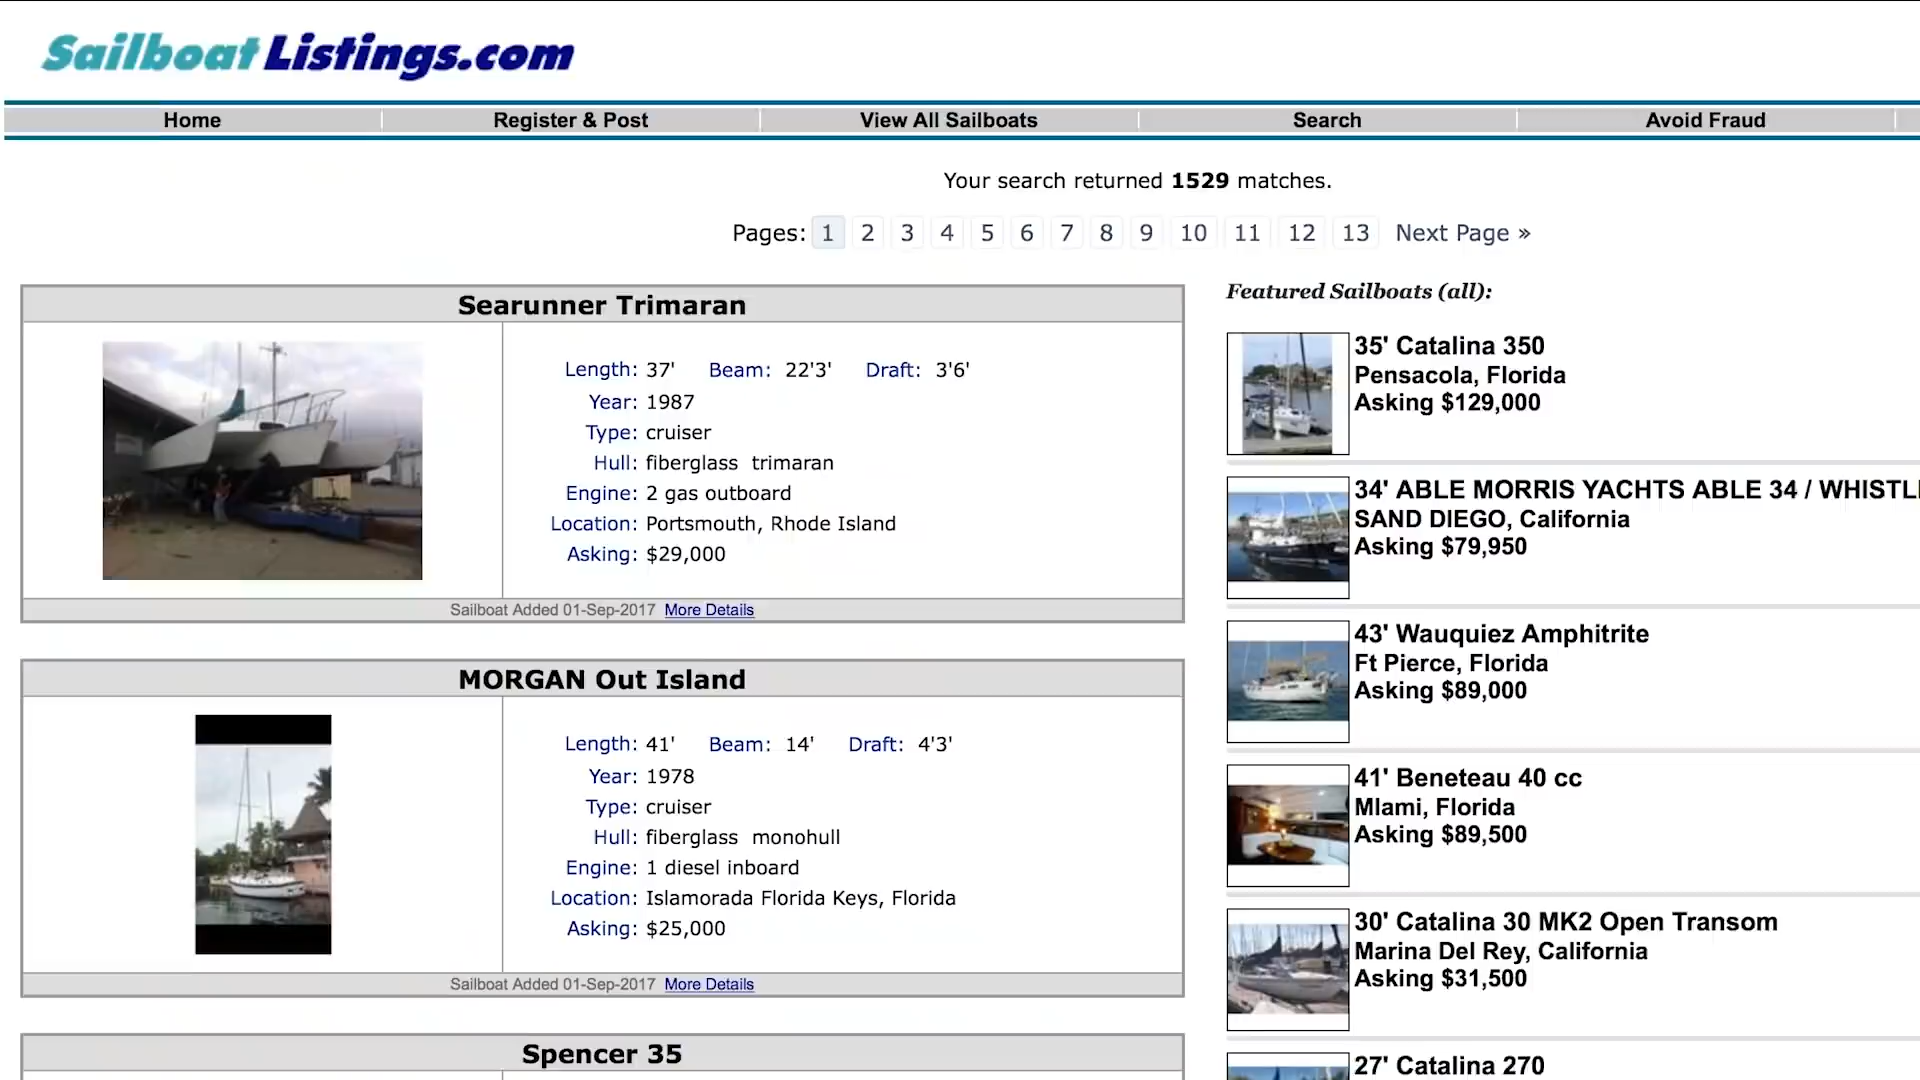 Sailboat Listings.com
Home
Register & Post
View All Sailboats
Search
Avoid Fraud
Your search returned 1529 matches.
Pages: 1 2 3 4 5 6 7 8 9 10 11 12 13 Next Page »
Searunner Trimaran
Length: 37' Beam: 22'3' Draft: 3'6'
Year: 1987
Type: cruiser
Hull: fiberglass trimaran
Engine: 2 gas outboard
Location: Portsmouth, Rhode Island
Asking: $29,000
Sailboat Added 01-Sep-2017 More Details
MORGAN Out Island
Length: 41' Beam: 14' Draft: 4'3'
Year: 1978
Type: cruiser
Hull: fiberglass monohull
Engine: 1 diesel inboard
Location: Islamorada Florida Keys, Florida
Asking: $25,000
Sailboat Added 01-Sep-2017 More Details
Spencer 35
Featured Sailboats (all):
35' Catalina 350
Pensacola, Florida
Asking $129,000
34' ABLE MORRIS YACHTS ABLE 34 / WHISTL
SAND DIEGO, California
Asking $79,950
43' Wauquiez Amphitrite
Ft Pierce, Florida
Asking $89,000
41' Beneteau 40 cc
MIami, Florida
Asking $89,500
30' Catalina 30 MK2 Open Transom
Marina Del Rey, California
Asking $31,500
27' Catalina 270